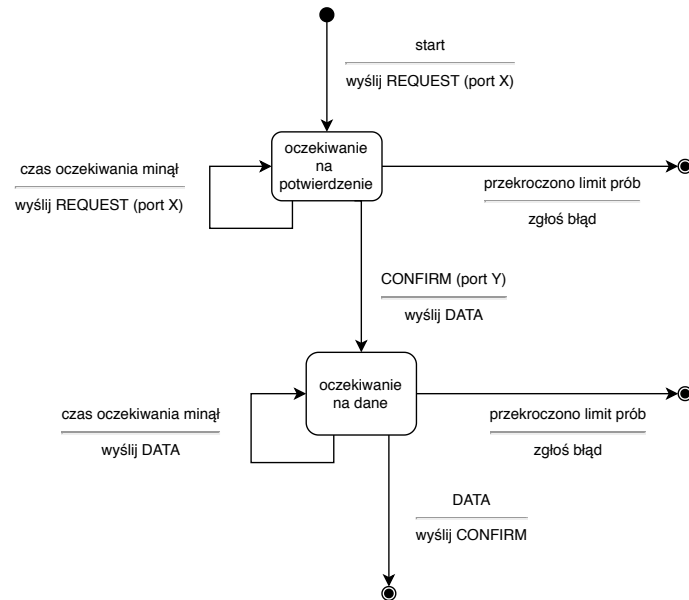 start
wyślij REQUEST (port X)
oczekiwanie
na
potwierdzenie
czas oczekiwania minął
wyślij REQUEST (port X)
przekroczono limit prób
zgłoś błąd
CONFIRM (port Y)
wyślij DATA
oczekiwanie
na dane
czas oczekiwania minął
wyślij DATA
przekroczono limit prób
zgłoś błąd
DATA
wyślij CONFIRM